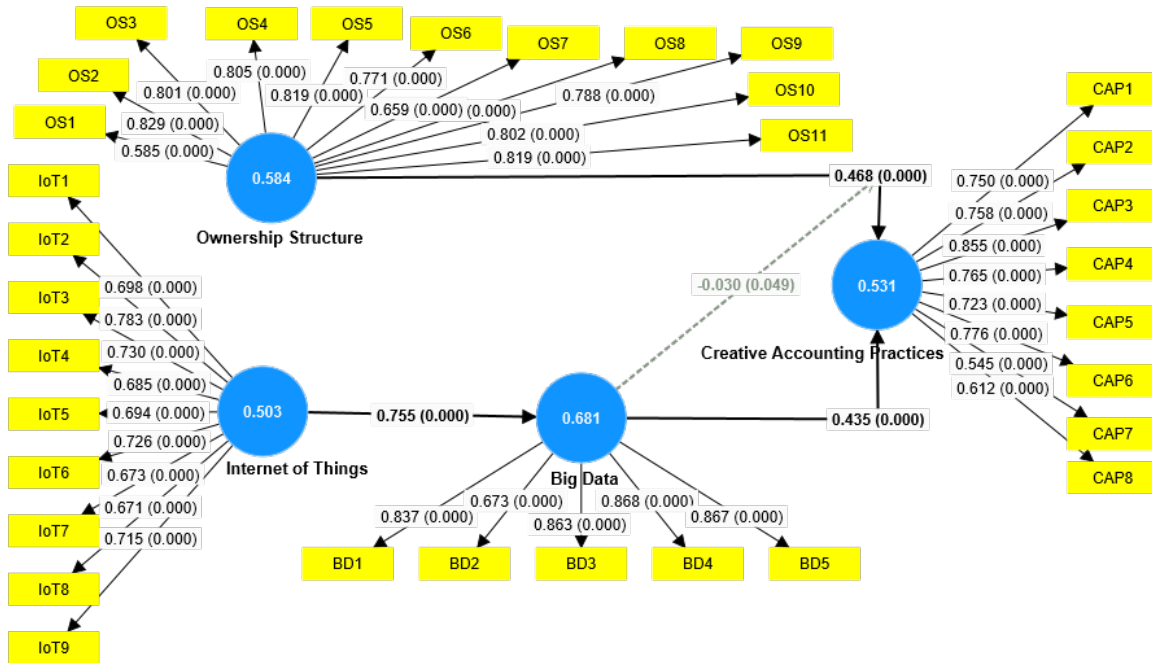 OS3
OS4
OS5
OS6
OS7
OS8
OS9
OS2
OS10
OS1
OS11
0.585 (0.000)
0.829 (0.000)
0.801 (0.000)
0.805 (0.000)
0.819 (0.000)
0.771 (0.000)
0.659 (0.000)
(0.000)
0.788 (0.000)
0.802 (0.000)
0.819 (0.000)
0.584
Ownership Structure
0.468 (0.000)
-0.030 (0.049)
IoT1
IoT2
IoT3
IoT4
IoT5
IoT6
IoT7
IoT8
IoT9
0.698 (0.000)
0.783 (0.000)
0.730 (0.000)
0.685 (0.000)
0.694 (0.000)
0.726 (0.000)
0.673 (0.000)
0.671 (0.000)
0.715 (0.000)
0.503
Internet of Things
0.755 (0.000)
0.681
Big Data
0.435 (0.000)
0.837 (0.000)
0.673 (0.000)
0.863 (0.000)
0.868 (0.000)
0.867 (0.000)
BD1
BD2
BD3
BD4
BD5
0.531
Creative Accounting Practices
0.750 (0.000)
0.758 (0.000)
0.855 (0.000)
0.765 (0.000)
0.723 (0.000)
0.776 (0.000)
0.545 (0.000)
0.612 (0.000)
CAP1
CAP2
CAP3
CAP4
CAP5
CAP6
CAP7
CAP8